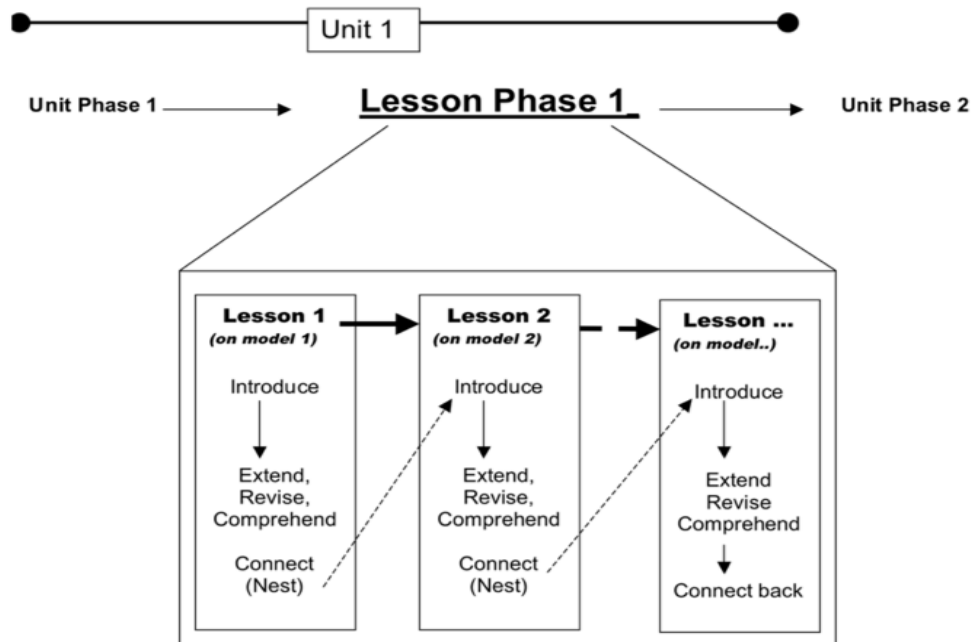 Unit 1
Unit Phase 1
Lesson Phase 1
Unit Phase 2
Lesson 1
(on model 1)
Introduce
Extend,
Revise,
Comprehend
Connect
(Nest)
Lesson 2
(on model 2)
Introduce
Extend,
Revise,
Comprehend
Connect
(Nest)
Lesson ...
(on model..)
Introduce
Extend
Revise
Comprehend
Connect back